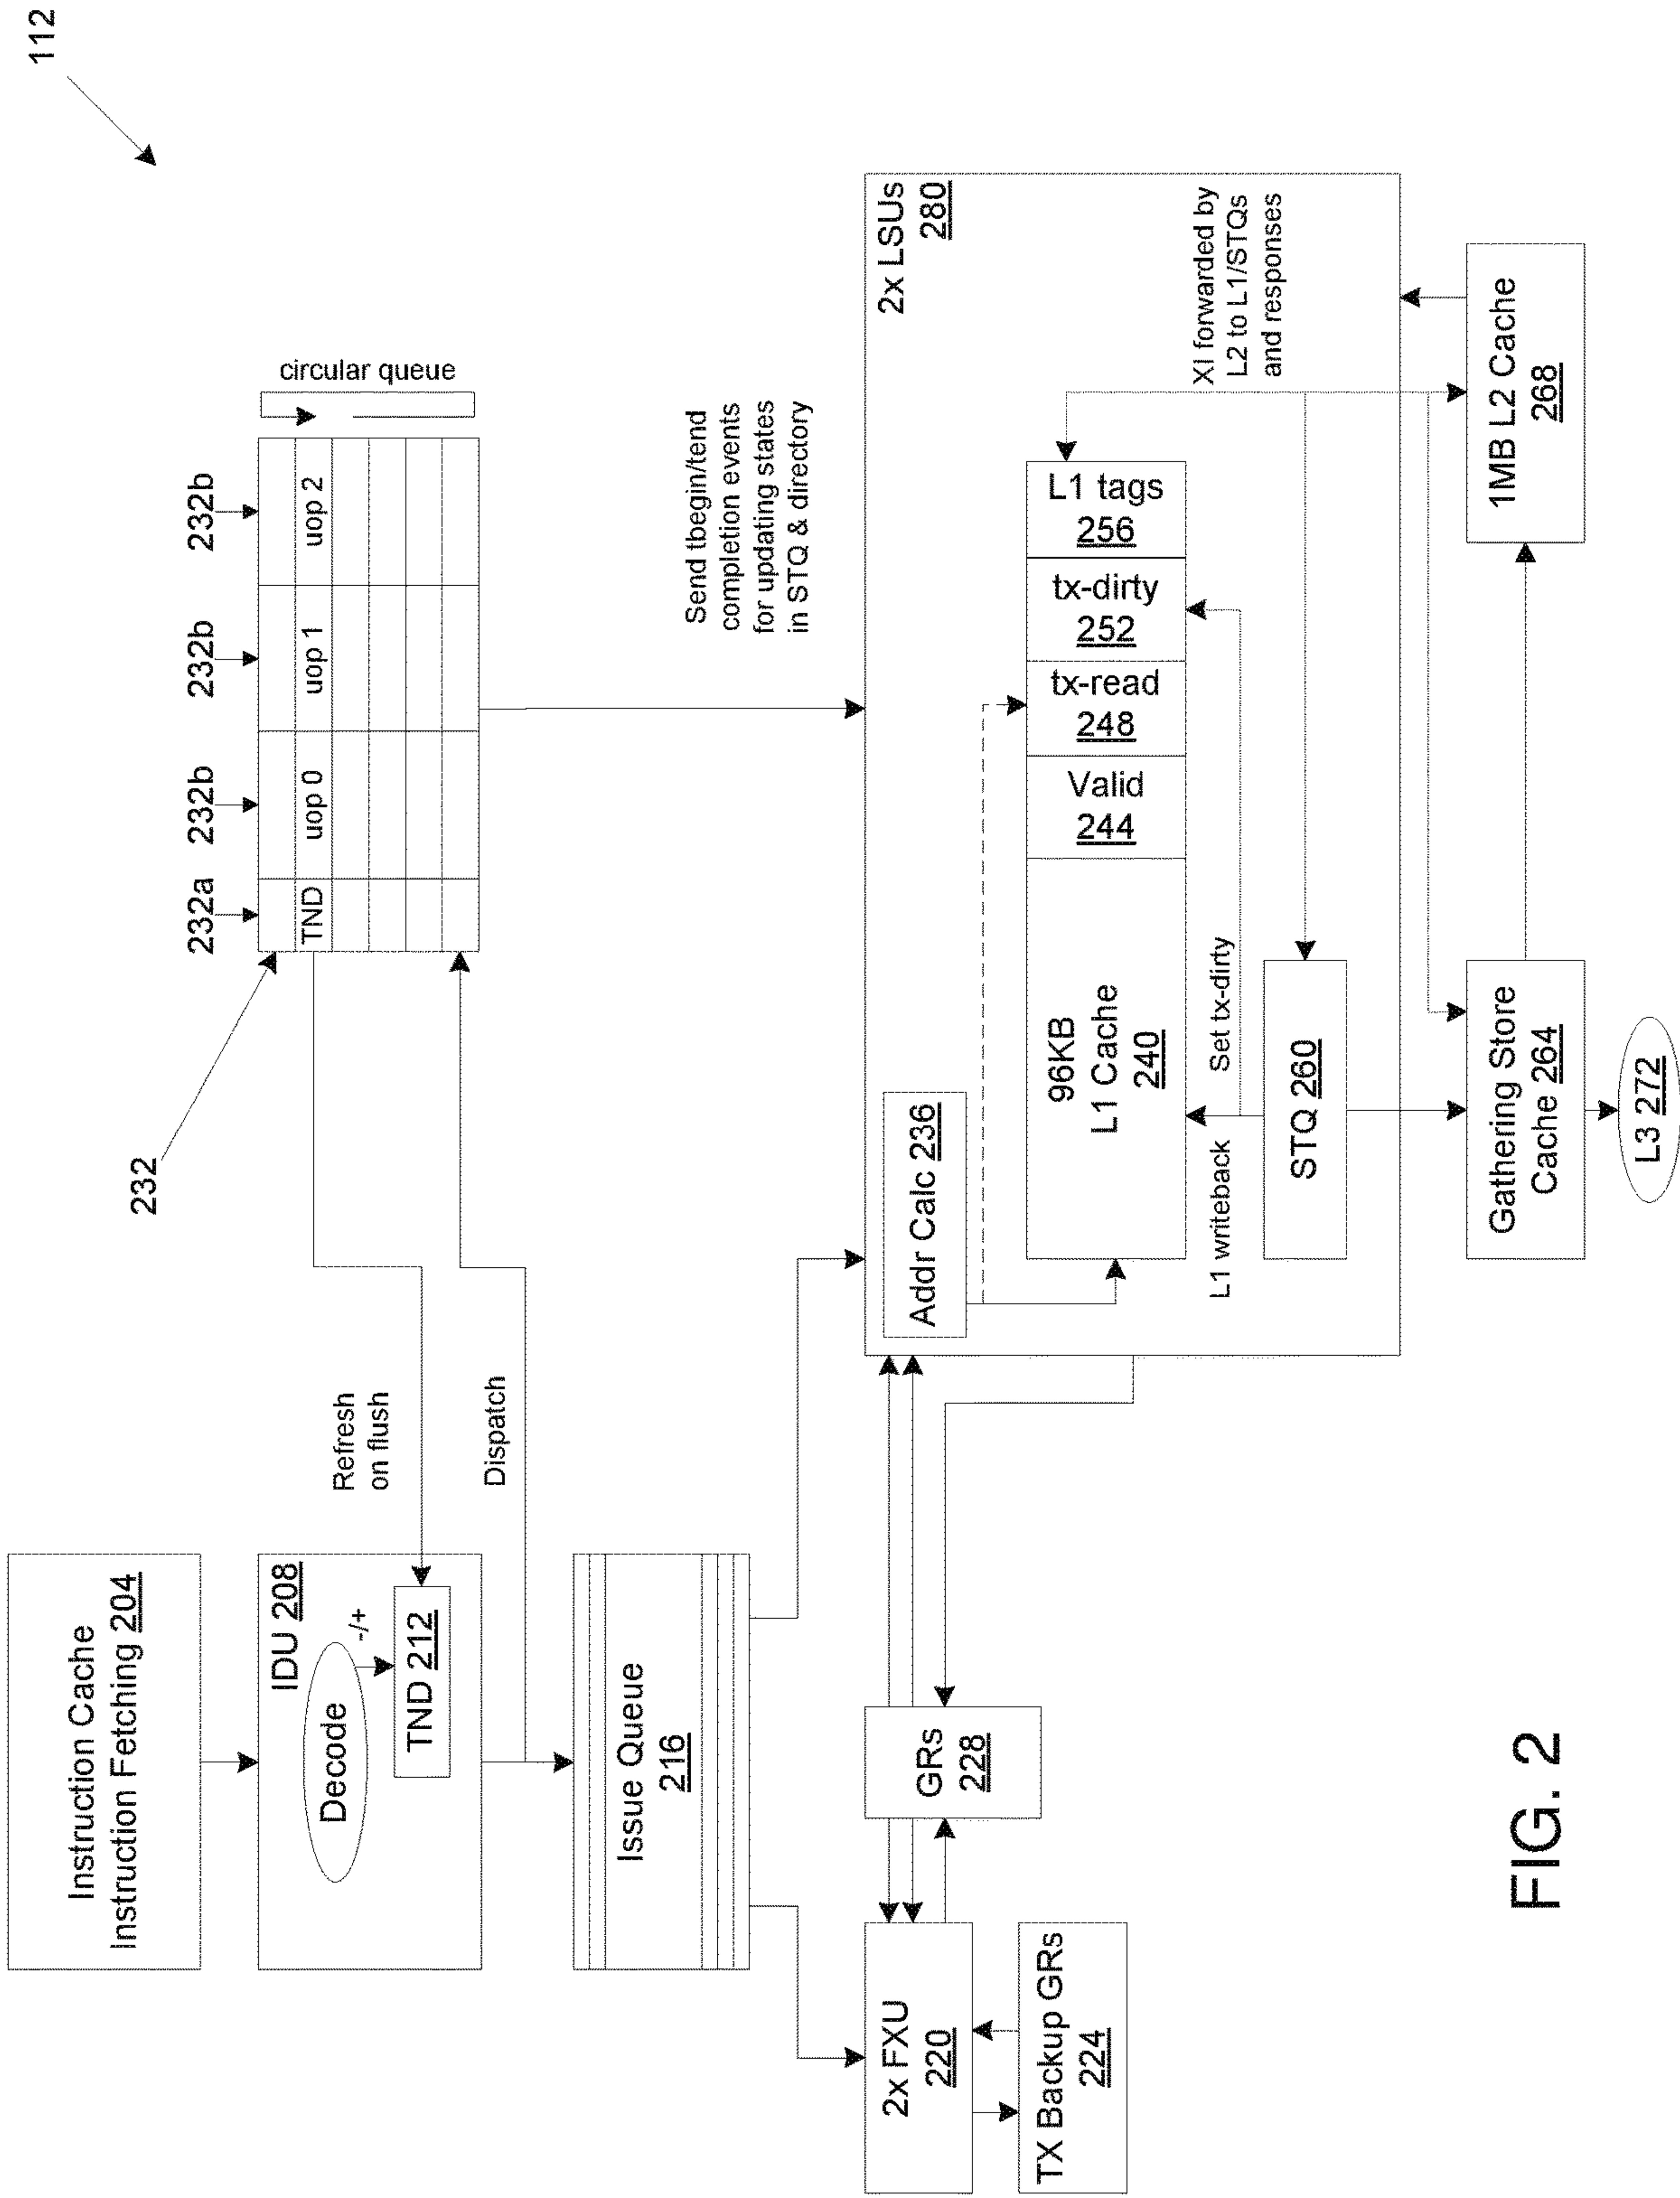 112
Instruction Cache
Instruction Fetching 204
IDU 208
Decode
-/+
TND 212
Refresh
on flush
Dispatch
232
232a
232b
232b
232b
TND
uop 0
uop 1
uop 2
circular queue
Issue Queue
216
Send tbegin/tend
completion events
for updating states
in STQ & directory
2x FXU
220
TX Backup GRs
224
GRs
228
2x LSUs
280
Addr Calc 236
96KB
L1 Cache
240
Valid
244
tx-read
248
tx-dirty
252
L1 tags
256
L1 writeback
Set tx-dirty
XI forwarded by
L2 to L1/STQs
and responses
STQ 260
Gathering Store
Cache 264
1MB L2 Cache
268
L3 272
FIG. 2